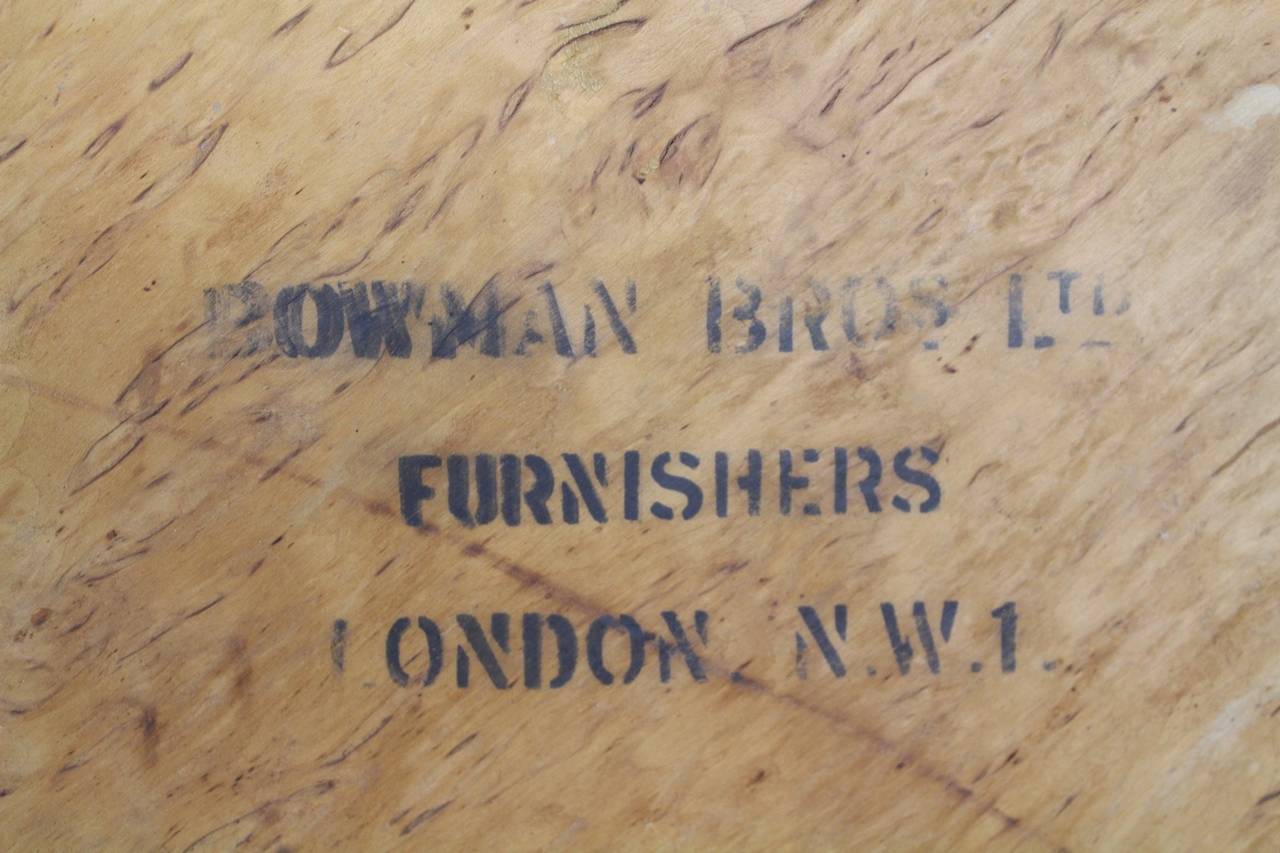 BOWMAN BROS LTD
FURNISHERS
LONDON. N.W.1.